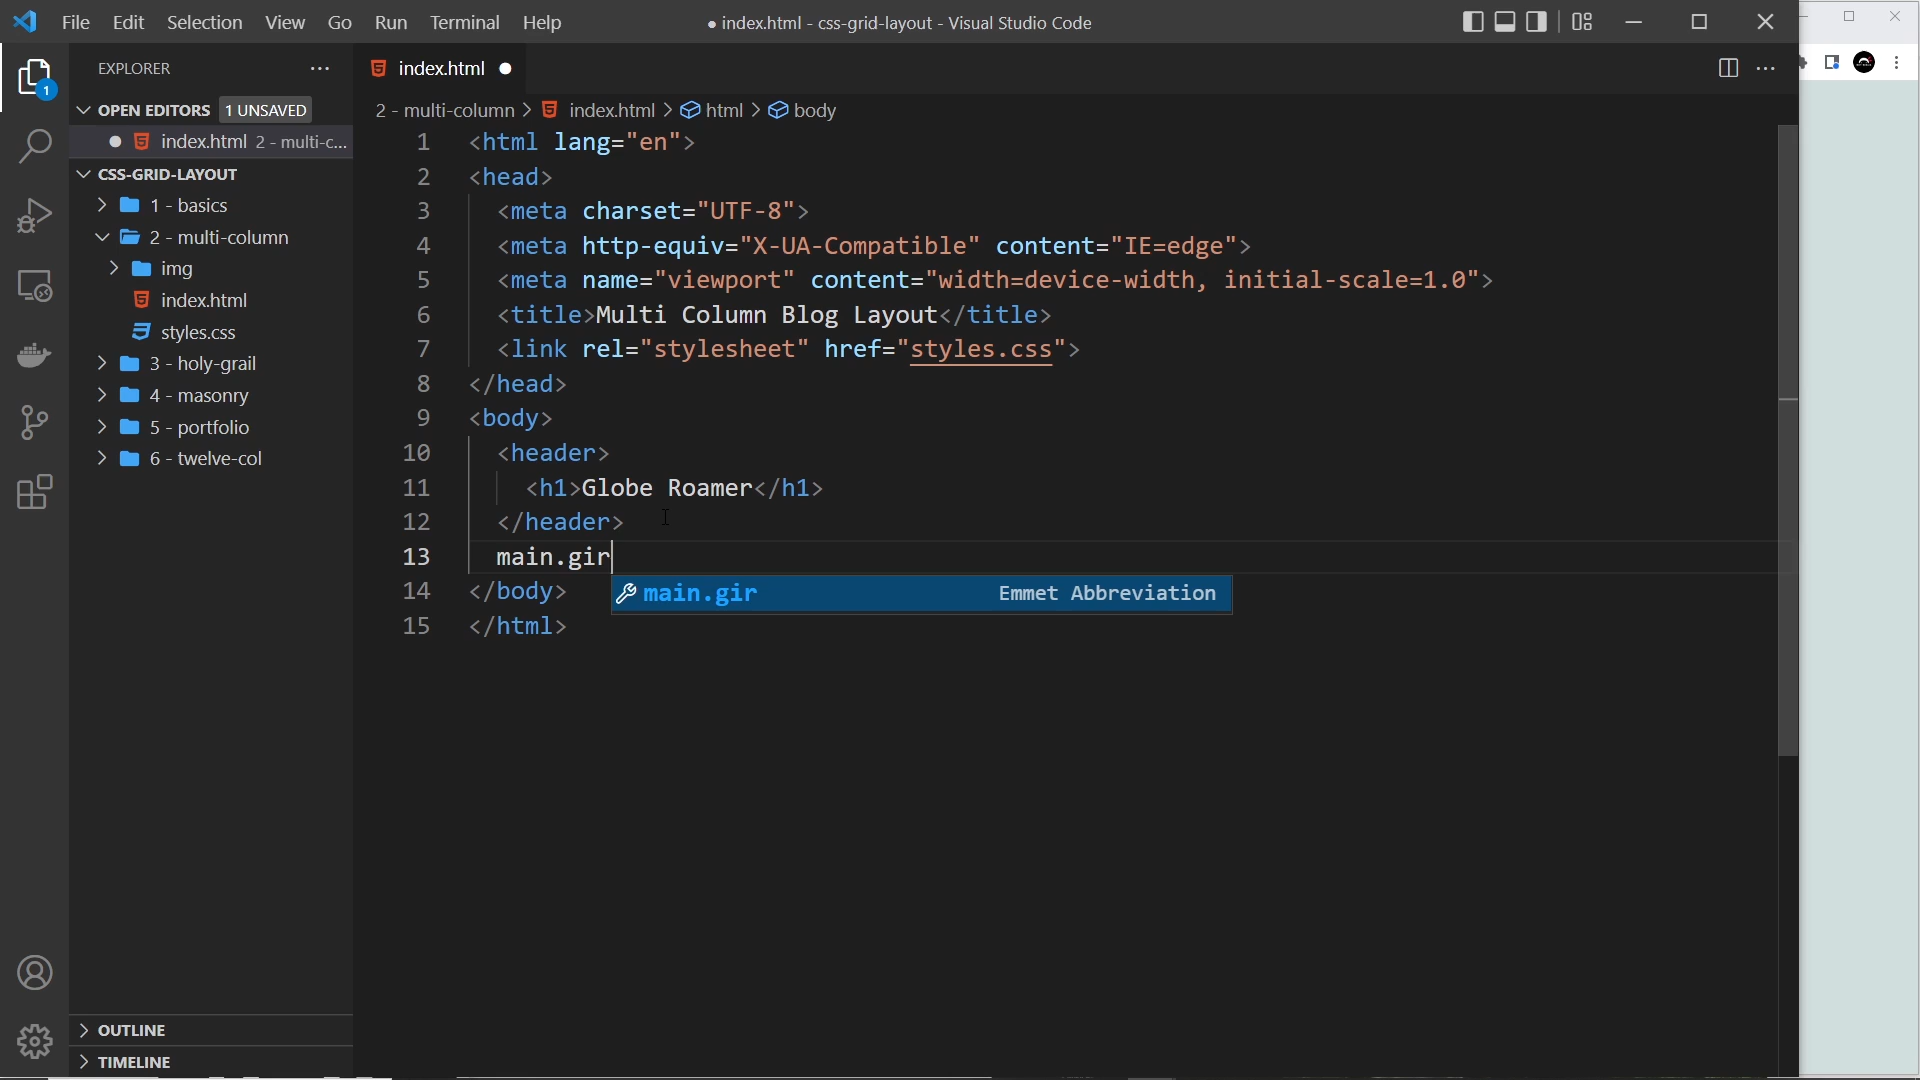 File Edit Selection View Go Run Terminal Help
● index.html - css-grid-layout - Visual Studio Code
EXPLORER
1
OPEN EDITORS 1 UNSAVED
index.html 2 - multi-c...
CSS-GRID-LAYOUT
1 - basics
2 - multi-column
img
index.html
styles.css
3 - holy-grail
4 - masonry
5 - portfolio
6 - twelve-col
OUTLINE
TIMELINE
index.html
2 - multi-column > index.html > html > body
1 <html lang="en">
2 <head>
3 <meta charset="UTF-8">
4 <meta http-equiv="X-UA-Compatible" content="IE=edge">
5 <meta name="viewport" content="width=device-width, initial-scale=1.0">
6 <title>Multi Column Blog Layout</title>
7 <link rel="stylesheet" href="styles.css">
8 </head>
9 <body>
10 <header>
11 <h1>Globe Roamer</h1>
12 </header>
13 main.gir
main.gir Emmet Abbreviation
14 </body>
15 </html>